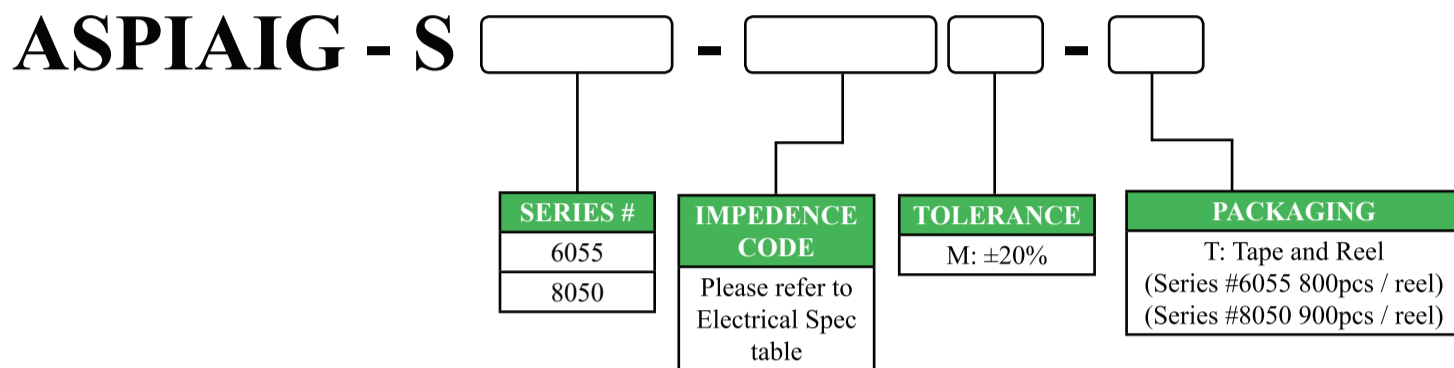 ASPIAIG - S - -
SERIES #
6055
8050
IMPEDENCE
CODE
Please refer to
Electrical Spec
table
TOLERANCE
M: ±20%
PACKAGING
T: Tape and Reel
(Series #6055 800pcs / reel)
(Series #8050 900pcs / reel)